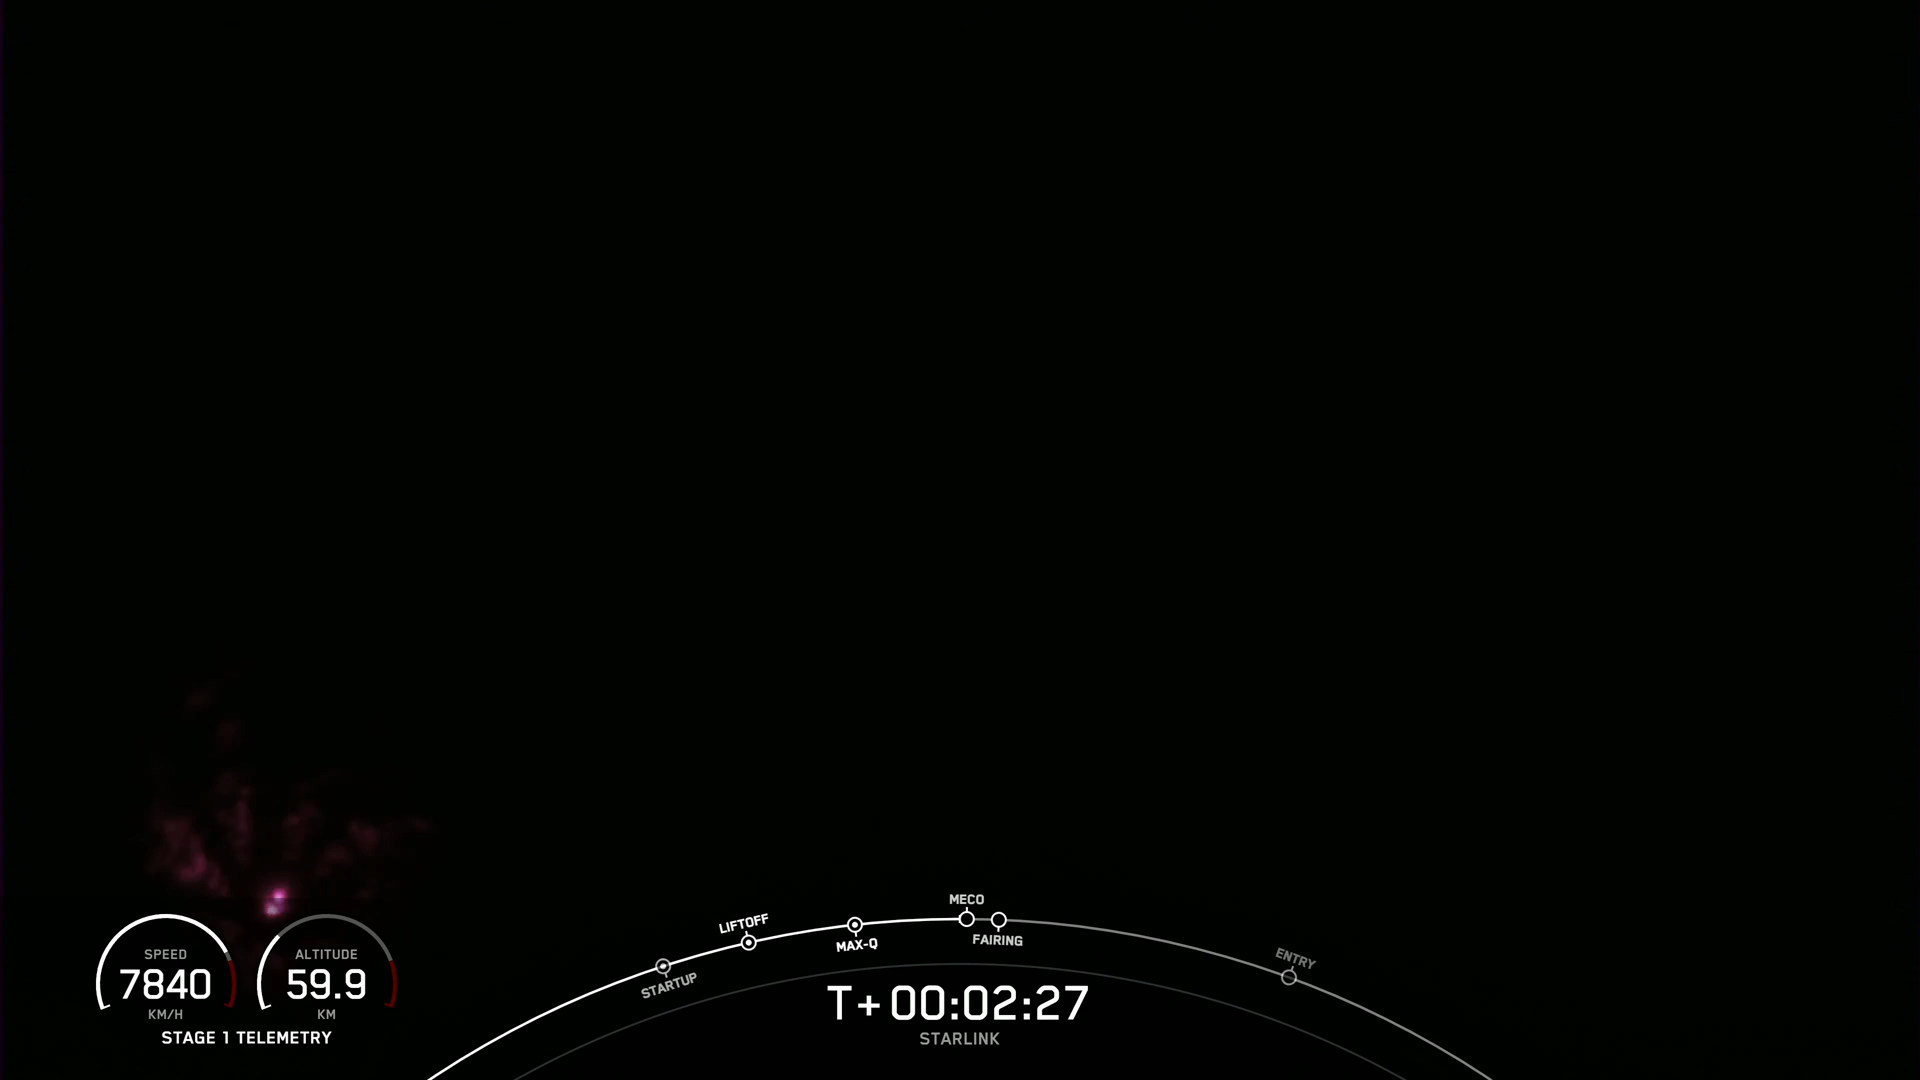 MECO
LIFTOFF
MAX-Q
FAIRING
ENTRY
STARTUP
SPEED
7840
KM/H
ALTITUDE
59.9
KM
STAGE 1 TELEMETRY
T+00:02:27
STARLINK